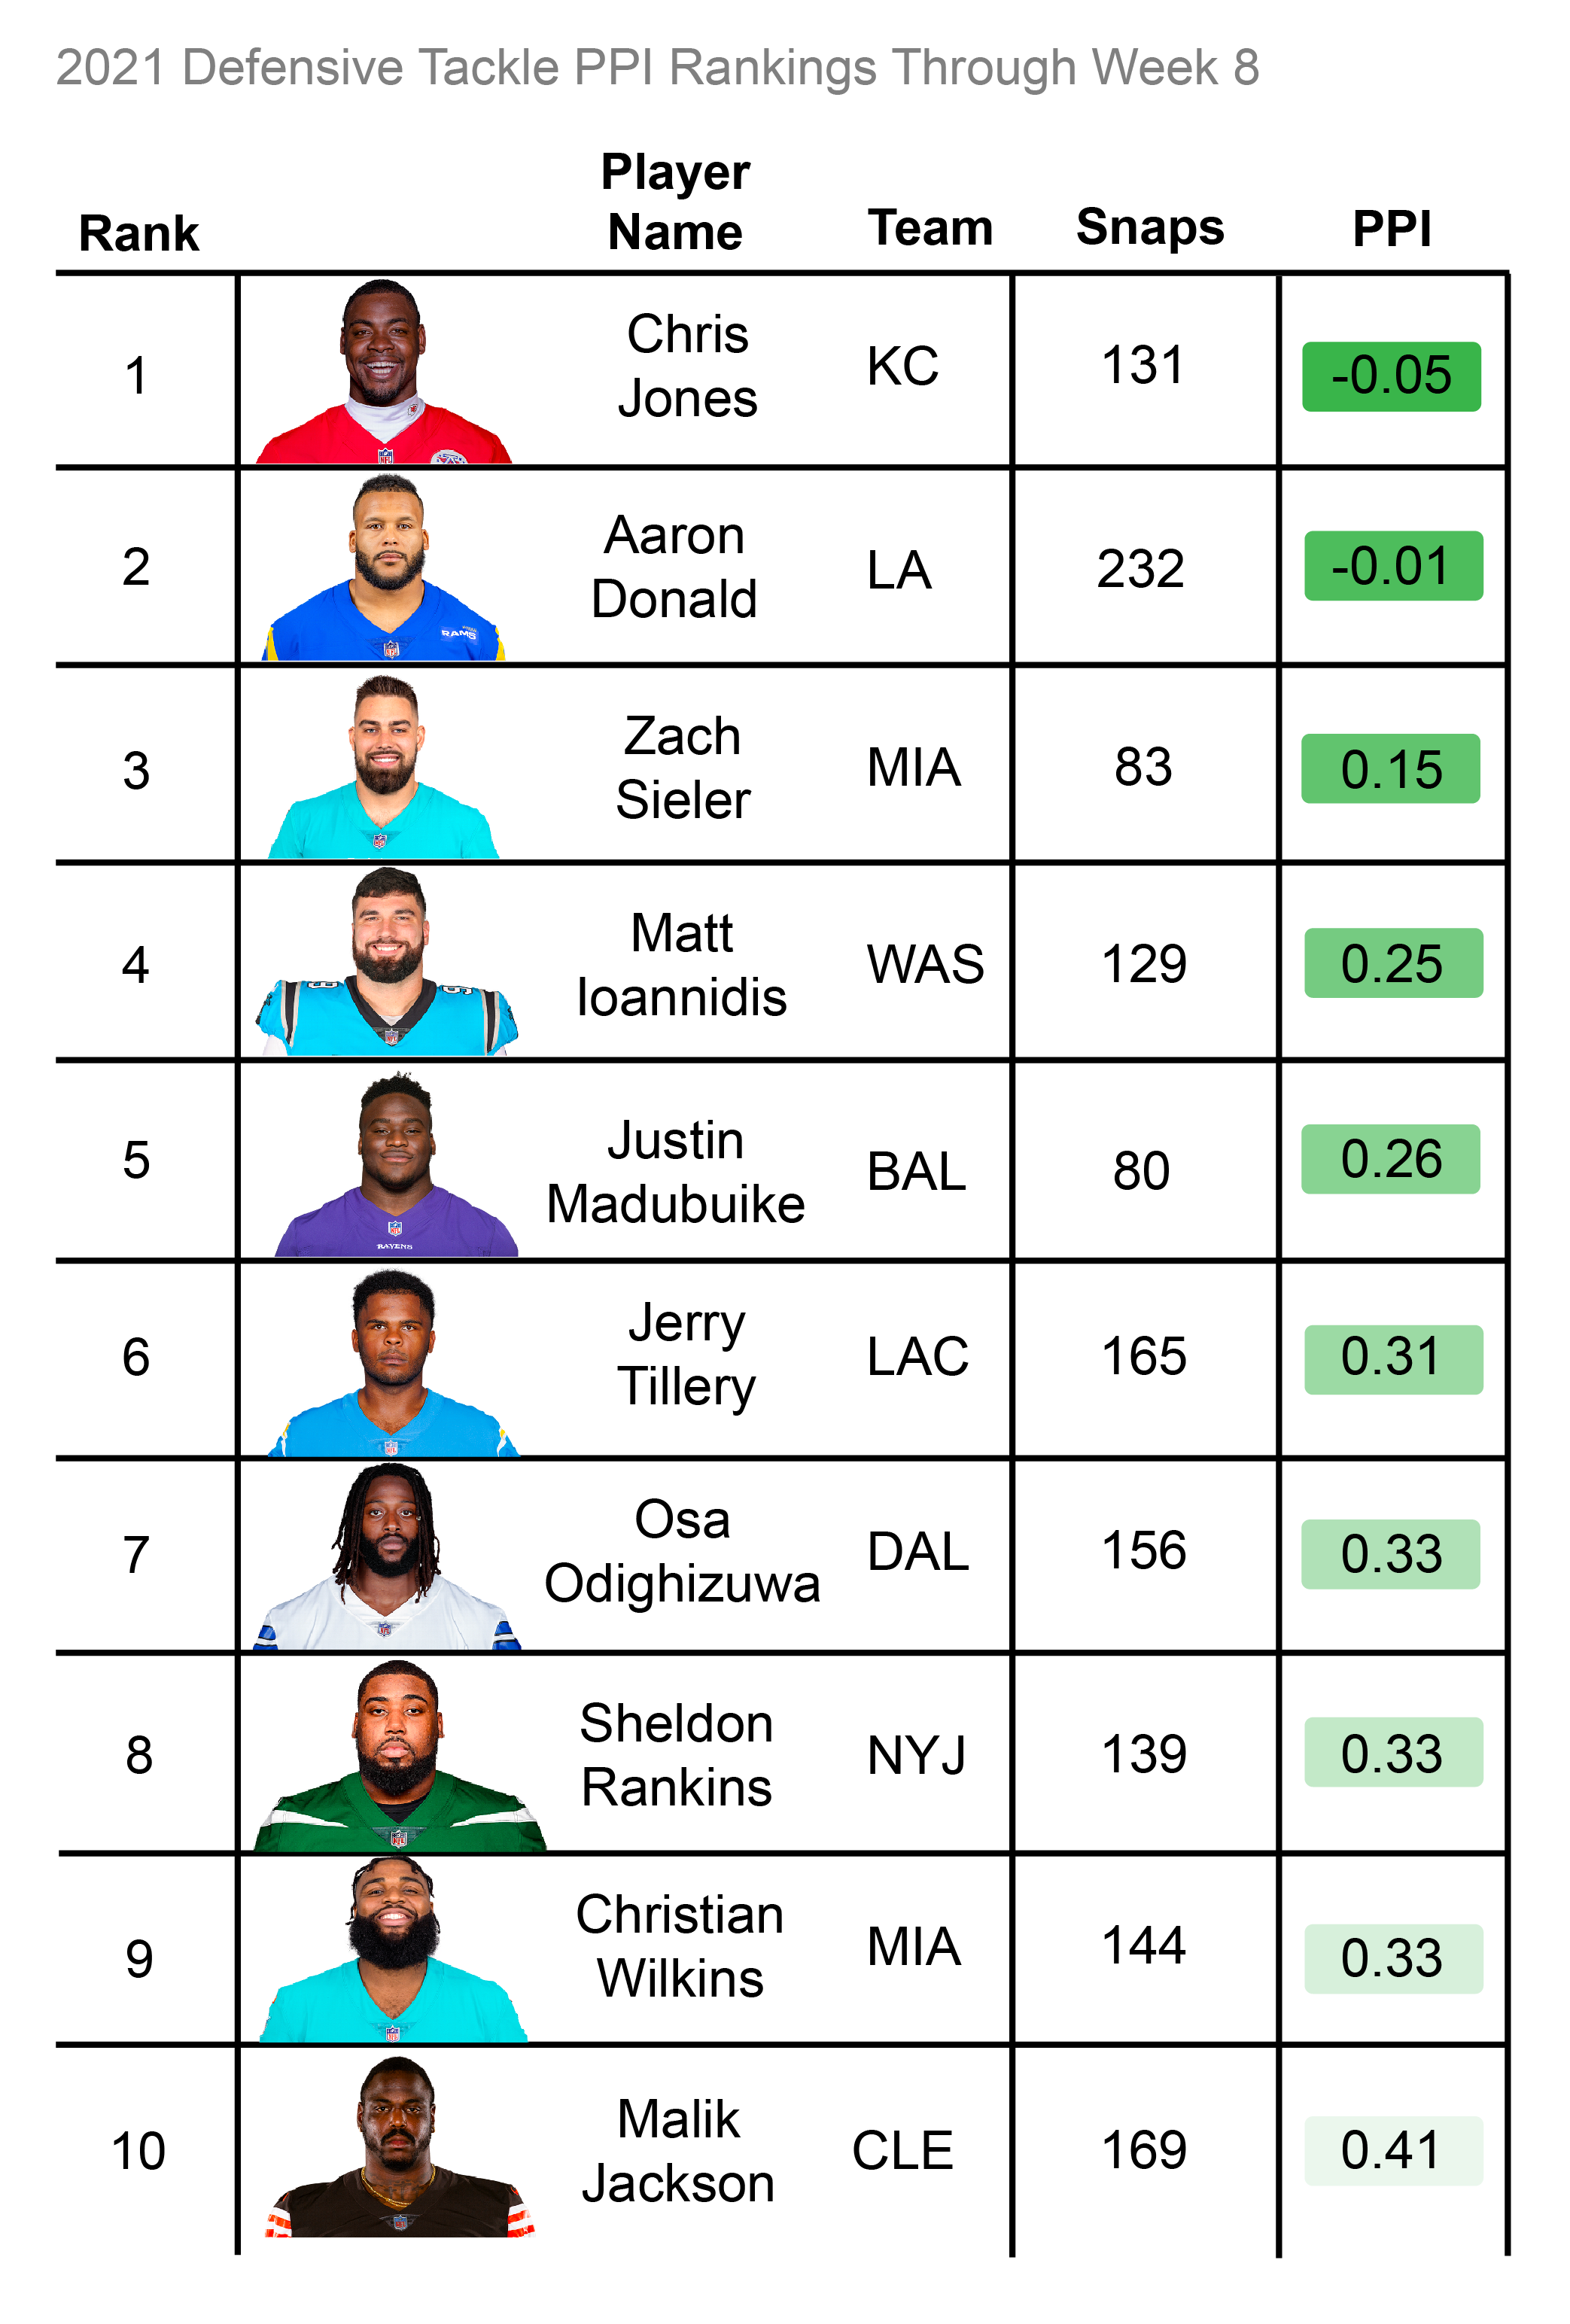 2021 Defensive Tackle PPI Rankings Through Week 8
Rank Player Name Team Snaps PPI
1 Chris Jones KC 131 -0.05
2 Aaron Donald LA 232 -0.01
RAMS
3 Zach Sieler MIA 83 0.15
4 Matt Ioannidis WAS 129 0.25
5 Justin Madubuike BAL 80 0.26
RAVENS
6 Jerry Tillery LAC 165 0.31
7 Osa Odighizuwa DAL 156 0.33
8 Sheldon Rankins NYJ 139 0.33
9 Christian Wilkins MIA 144 0.33
10 Malik Jackson CLE 169 0.41